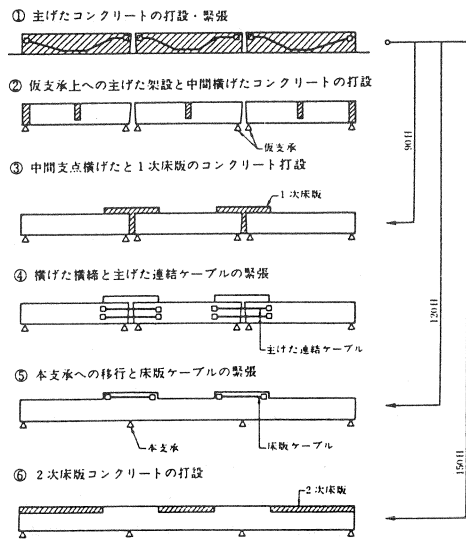 ① 主げたコンクリートの打設・緊張
② 仮支承上への主げた架設と中間横げたコンクリートの打設
仮支承
③ 中間支点横げたと1次床版のコンクリート打設
1次床版
90日
④ 横げた横締と主げた連結ケーブルの緊張
主げた連結ケーブル
120日
⑤ 本支承への移行と床版ケーブルの緊張
本支承
床版ケーブル
⑥ 2次床版コンクリートの打設
2次床版
150日